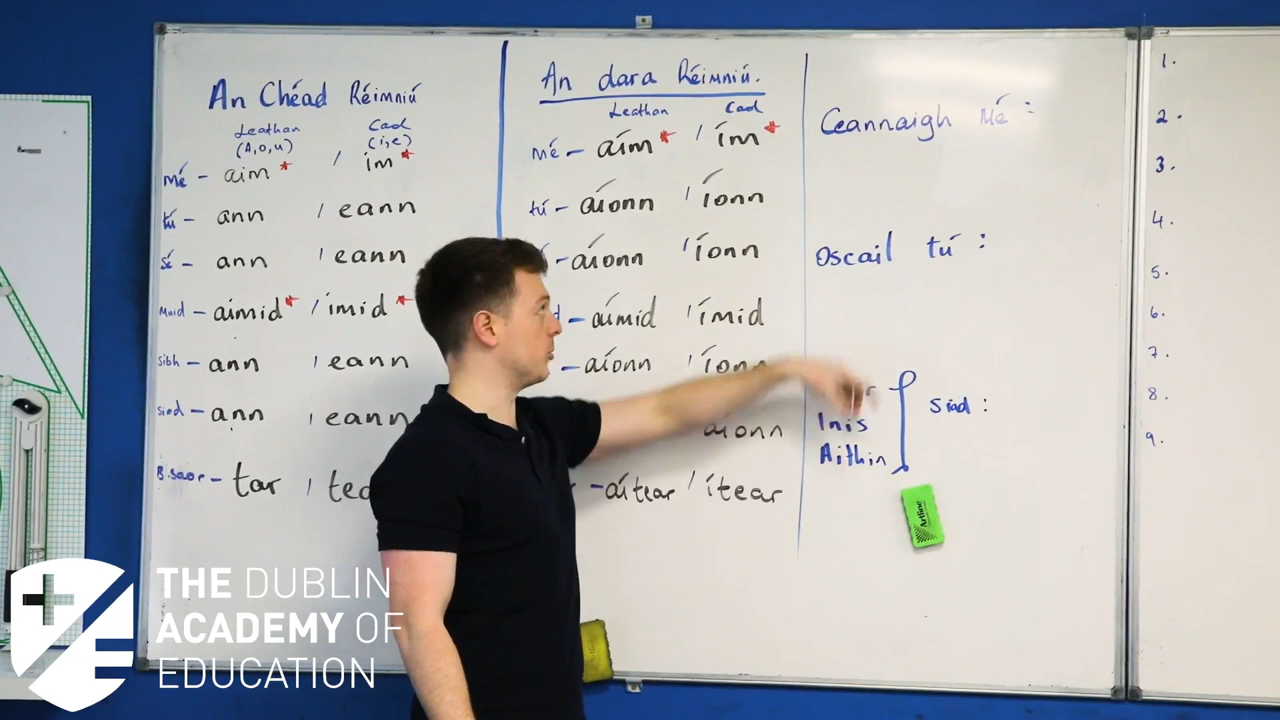 An Chéad Réimniú
Leathan Caol
(A,O,U) (i,e)
Mé - aim * / im *
tú - ann / eann
sé - ann / eann
Muid - aimid * / imid *
Sibh - ann / eann
siad - ann / eann
B.Saor - tar / tea
An dara Réimniú.
Leathan Caol
Mé - aím * / ím *
tú - aíonn / íonn
- aíonn / íonn
- aímid / ímid
- aíonn / íonn
aíonn
- aítear / ítear
Ceannaigh Mé :
Oscail tú :
Inis
Aithin
Siad :
1.
2.
3.
4.
5.
6.
7.
8.
9.
Artline
THE DUBLIN
ACADEMY OF
EDUCATION